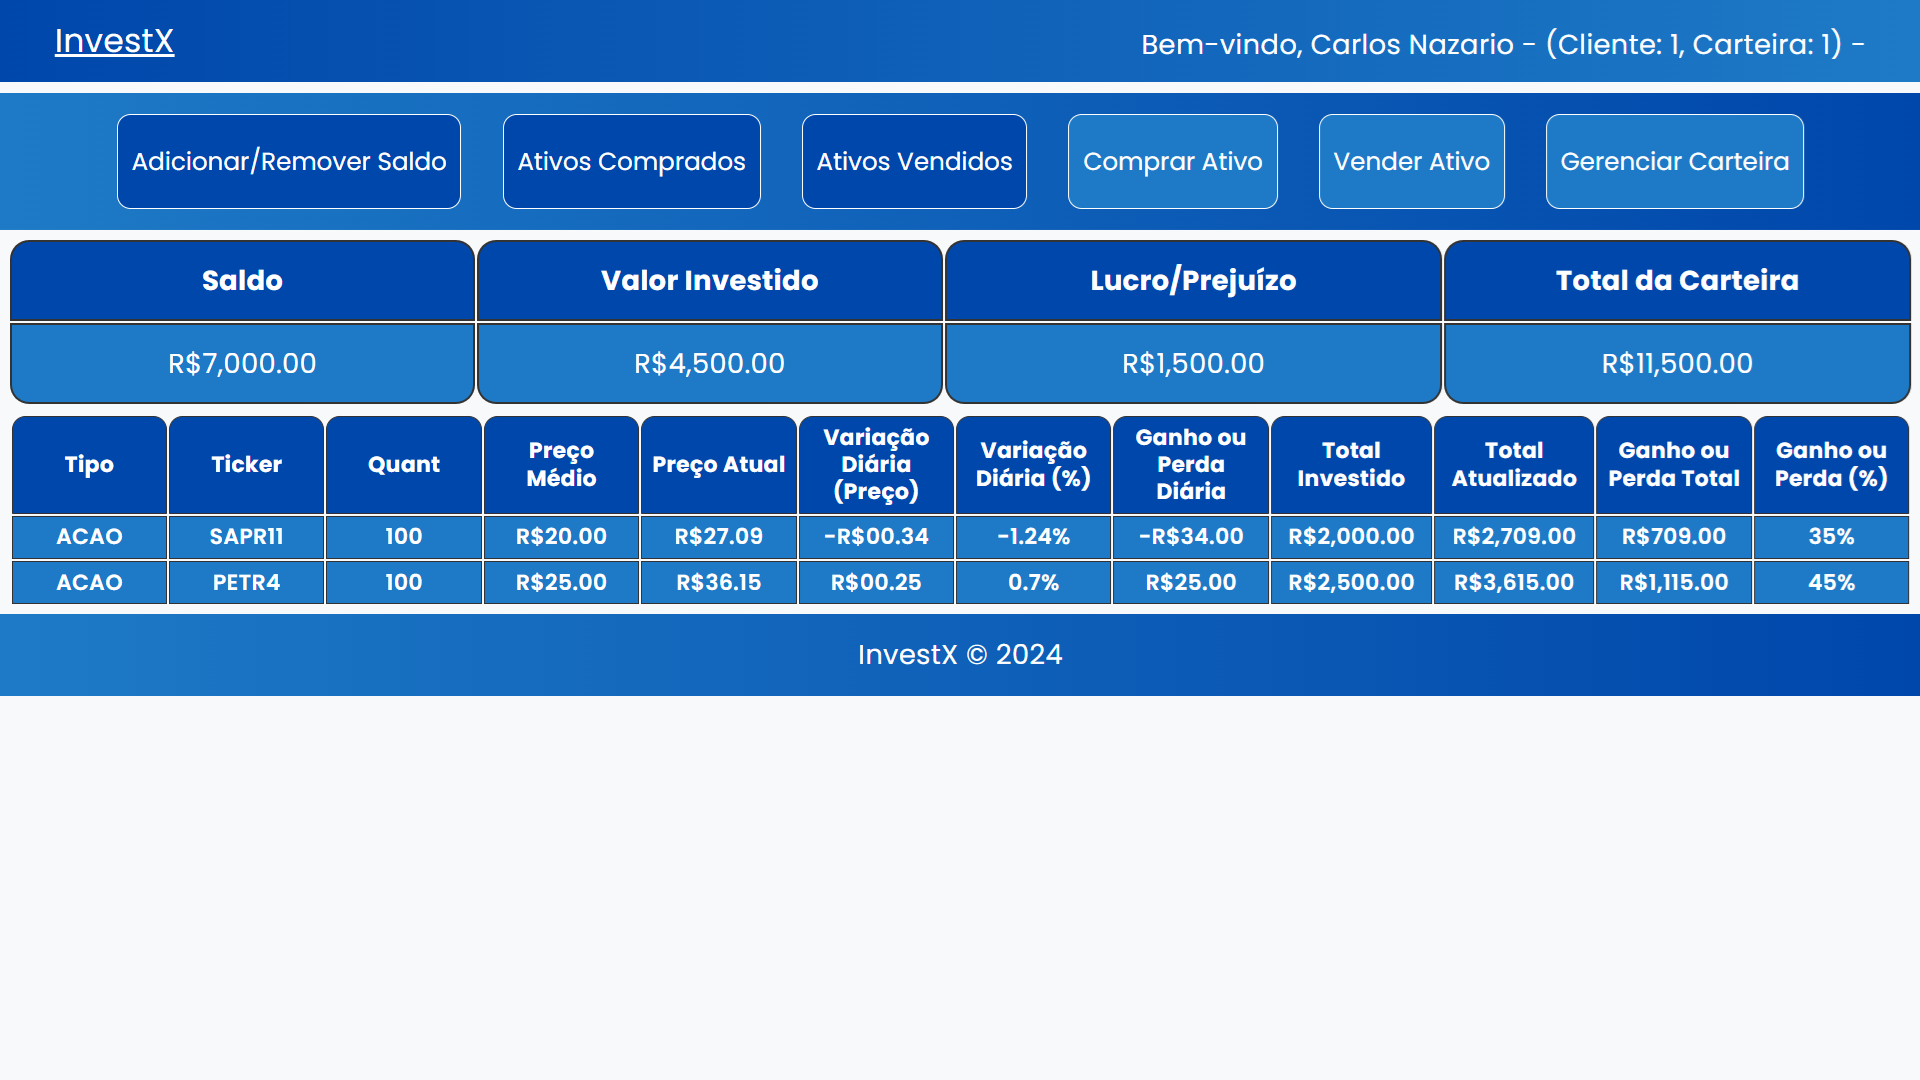 InvestX
Bem-vindo, Carlos Nazario - (Cliente: 1, Carteira: 1) -
Adicionar/Remover Saldo Ativos Comprados Ativos Vendidos Comprar Ativo Vender Ativo Gerenciar Carteira
Saldo Valor Investido Lucro/Prejuízo Total da Carteira
R$7,000.00 R$4,500.00 R$1,500.00 R$11,500.00
Tipo Ticker Quant Preço Médio Preço Atual Variação Diária (Preço) Variação Diária (%) Ganho ou Perda Diária Total Investido Total Atualizado Ganho ou Perda Total Ganho ou Perda (%)
ACAO SAPR11 100 R$20.00 R$27.09 -R$00.34 -1.24% -R$34.00 R$2,000.00 R$2,709.00 R$709.00 35%
ACAO PETR4 100 R$25.00 R$36.15 R$00.25 0.7% R$25.00 R$2,500.00 R$3,615.00 R$1,115.00 45%
InvestX © 2024